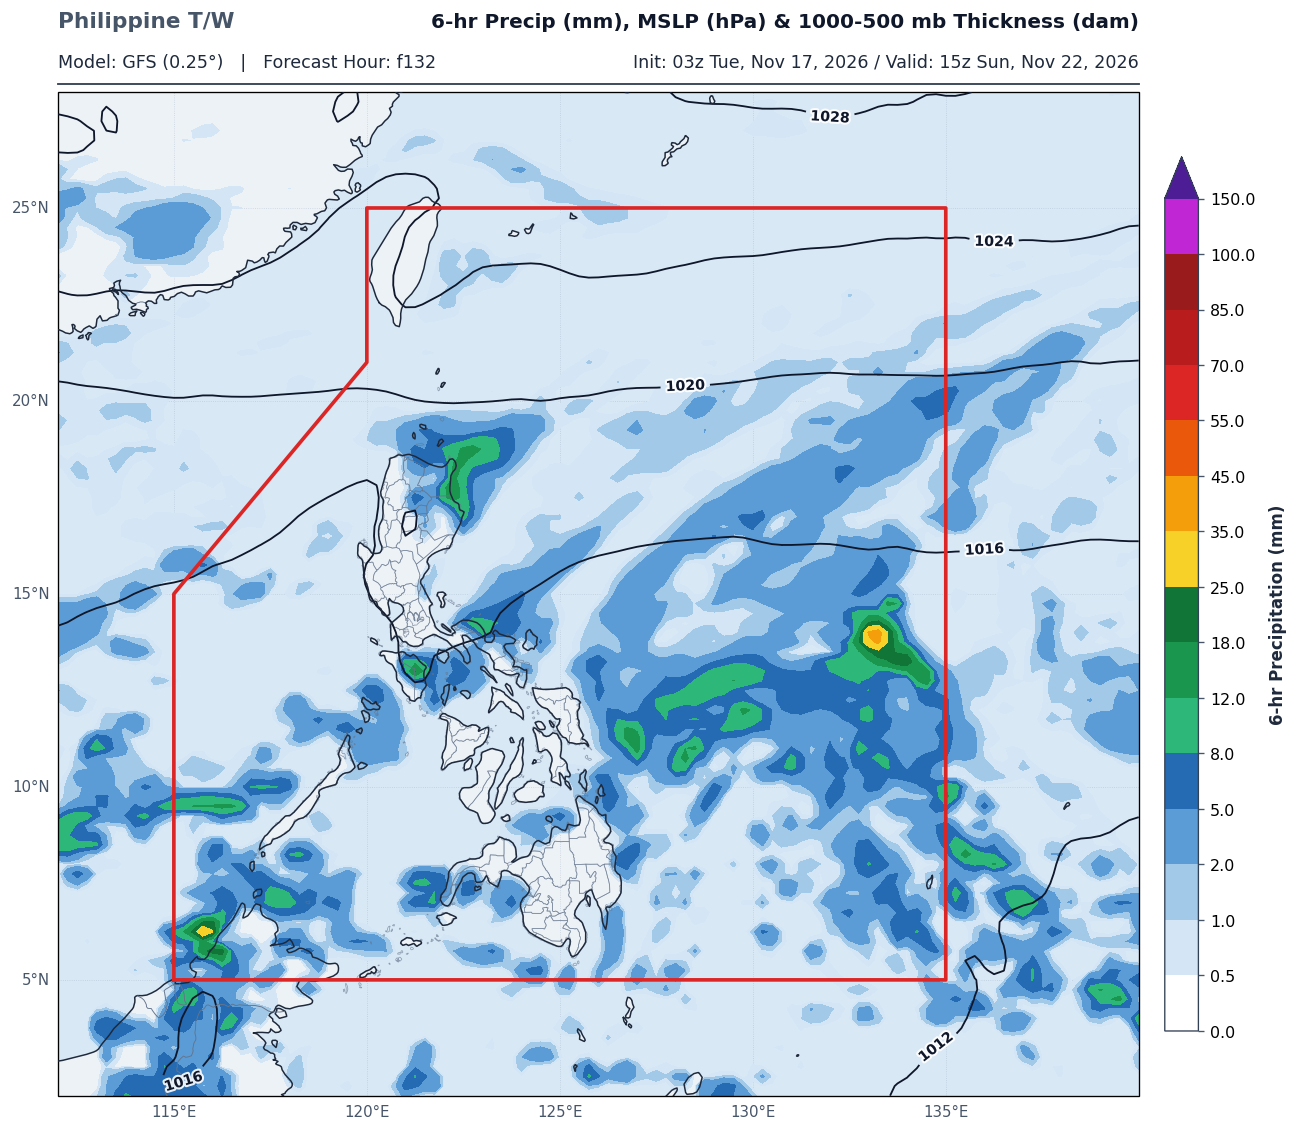 Philippine T/W
6-hr Precip (mm), MSLP (hPa) & 1000-500 mb Thickness (dam)
Model: GFS (0.25°)   |   Forecast Hour: f132
Init: 03z Tue, Nov 17, 2026 / Valid: 15z Sun, Nov 22, 2026
1028
1024
1020
1016
1012
1016
25°N
20°N
15°N
10°N
5°N
115°E
120°E
125°E
130°E
135°E
150.0
100.0
85.0
70.0
55.0
45.0
35.0
25.0
18.0
12.0
8.0
5.0
2.0
1.0
0.5
0.0
6-hr Precipitation (mm)